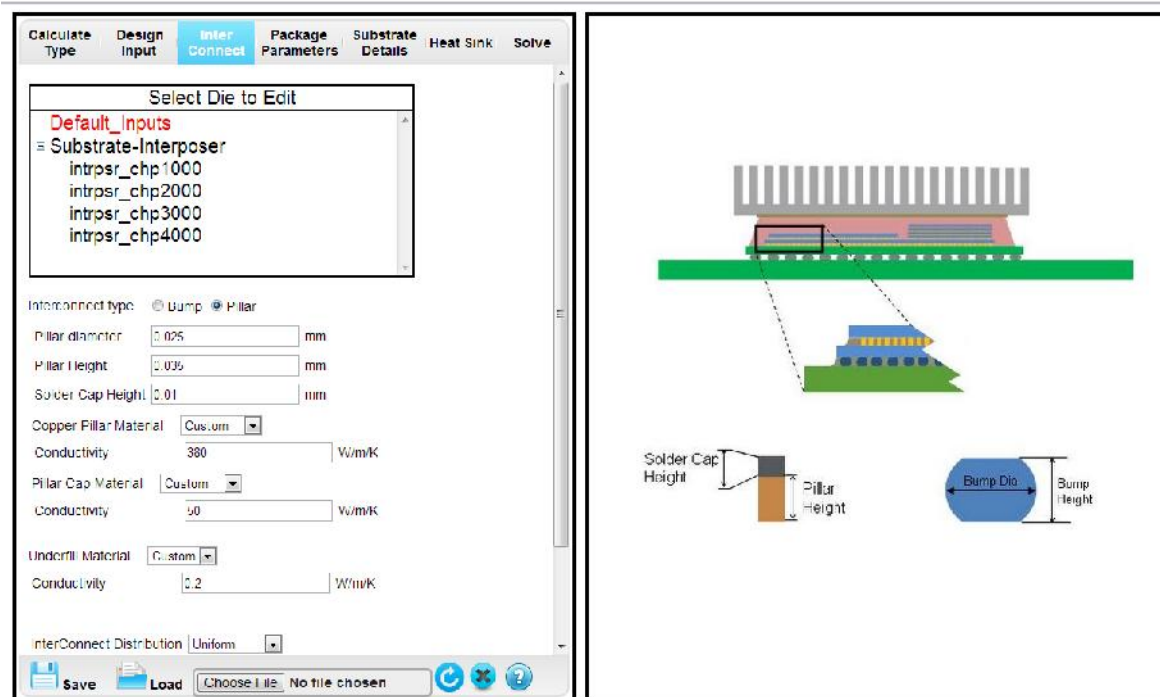 Calculate Type
Design Input
Inter Connect
Package Parameters
Substrate Details
Heat Sink
Solve
Select Die to Edit
Default_Inputs
Substrate-Interposer
intrpsr_chp1000
intrpsr_chp2000
intrpsr_chp3000
intrpsr_chp4000
Interconnect type Bump Pillar
Pillar diameter 0.025 mm
Pillar Height 0.035 mm
Solder Cap Height 0.01 mm
Copper Pillar Material Custom
Conductivity 380 W/m/K
Pillar Cap Material Custom
Conductivity 50 W/m/K
Underfill Material Custom
Conductivity 0.2 W/m/K
InterConnect Distribution Uniform
Save Load Choose File No file chosen
Solder Cap Height
Pillar Height
Bump Dia
Bump Height